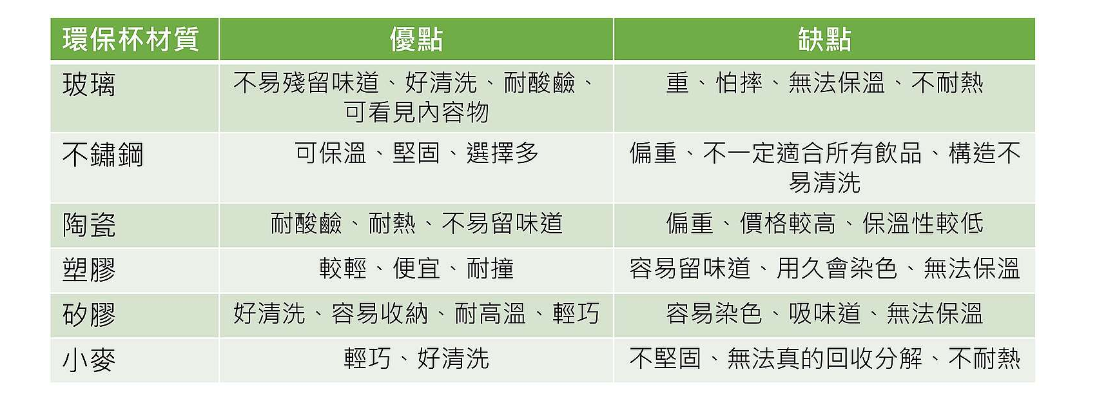 環保杯材質 優點 缺點
玻璃 不易殘留味道、好清洗、耐酸鹼、 重、怕摔、無法保溫、不耐熱
可看見內容物
不鏽鋼 可保溫、堅固、選擇多 偏重、不一定適合所有飲品、構造不
易清洗
陶瓷 耐酸鹼、耐熱、不易留味道 偏重、價格較高、保溫性較低
塑膠 較輕、便宜、耐撞 容易留味道、用久會染色、無法保溫
矽膠 好清洗、容易收納、耐高溫、輕巧 容易染色、吸味道、無法保溫
小麥 輕巧、好清洗 不堅固、無法真的回收分解、不耐熱